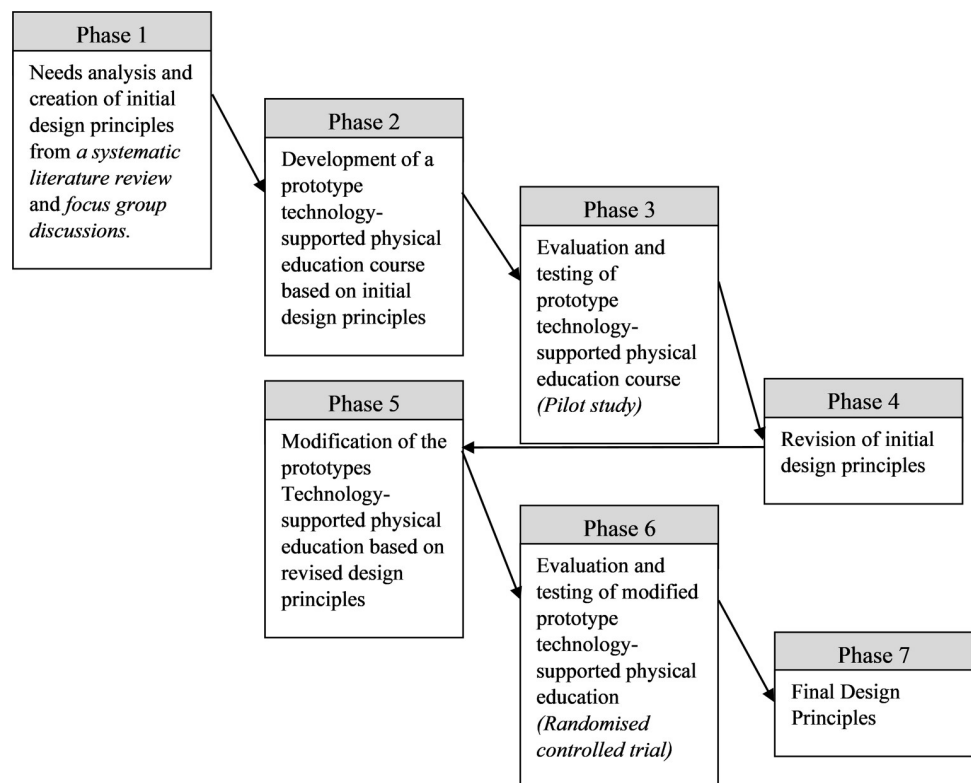 Phase 1
Needs analysis and
creation of initial
design principles
from a systematic
literature review
and focus group
discussions.
Phase 2
Development of a
prototype
technology-
supported physical
education course
based on initial
design principles
Phase 3
Evaluation and
testing of
prototype
technology-
supported physical
education course
(Pilot study)
Phase 4
Revision of initial
design principles
Phase 5
Modification of the
prototypes
Technology-
supported physical
education based on
revised design
principles
Phase 6
Evaluation and
testing of modified
prototype
technology-
supported physical
education
(Randomised
controlled trial)
Phase 7
Final Design
Principles